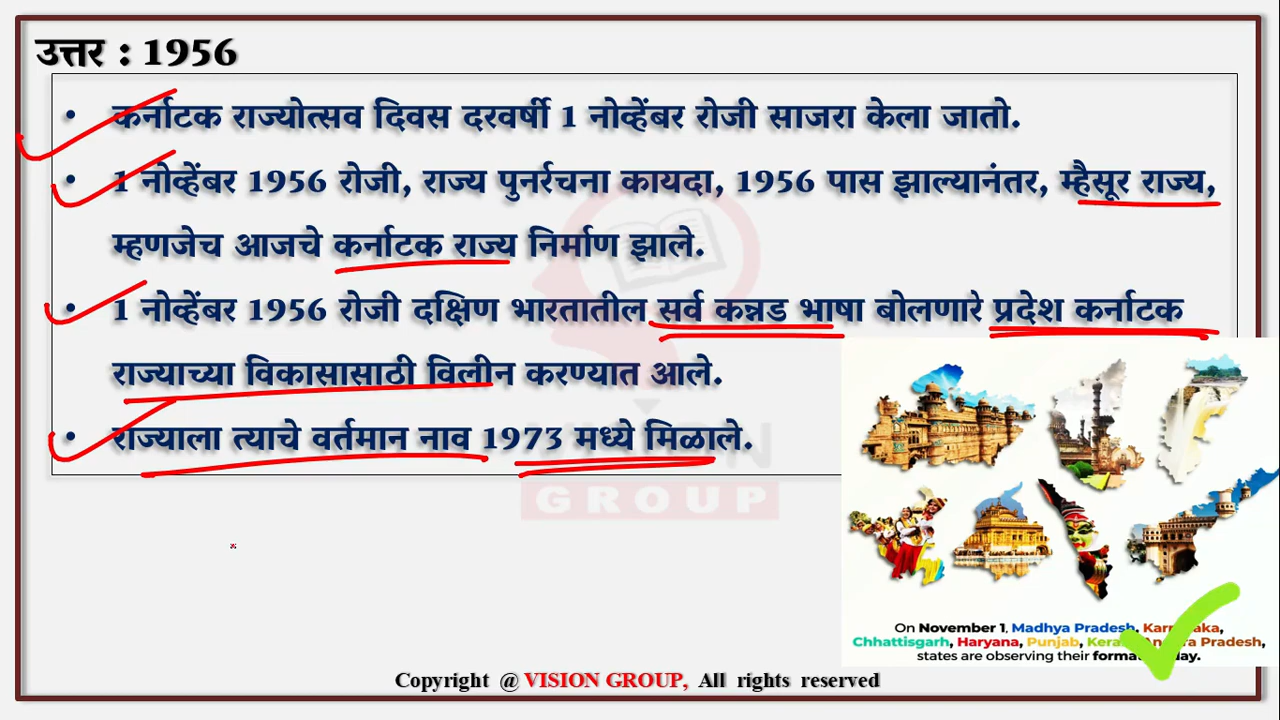 उत्तर : 1956
• कर्नाटक राज्योत्सव दिवस दरवर्षी 1 नोव्हेंबर रोजी साजरा केला जातो.
• 1 नोव्हेंबर 1956 रोजी, राज्य पुनर्रचना कायदा, 1956 पास झाल्यानंतर, म्हैसूर राज्य,
म्हणजेच आजचे कर्नाटक राज्य निर्माण झाले.
• 1 नोव्हेंबर 1956 रोजी दक्षिण भारतातील सर्व कन्नड भाषा बोलणारे प्रदेश कर्नाटक
राज्याच्या विकासासाठी विलीन करण्यात आले.
• राज्याला त्याचे वर्तमान नाव 1973 मध्ये मिळाले.
GROUP
On November 1, Madhya Pradesh, Karnataka,
Chhattisgarh, Haryana, Punjab, Pradesh,
states are observing their day.
Copyright @ VISION GROUP, All rights reserved